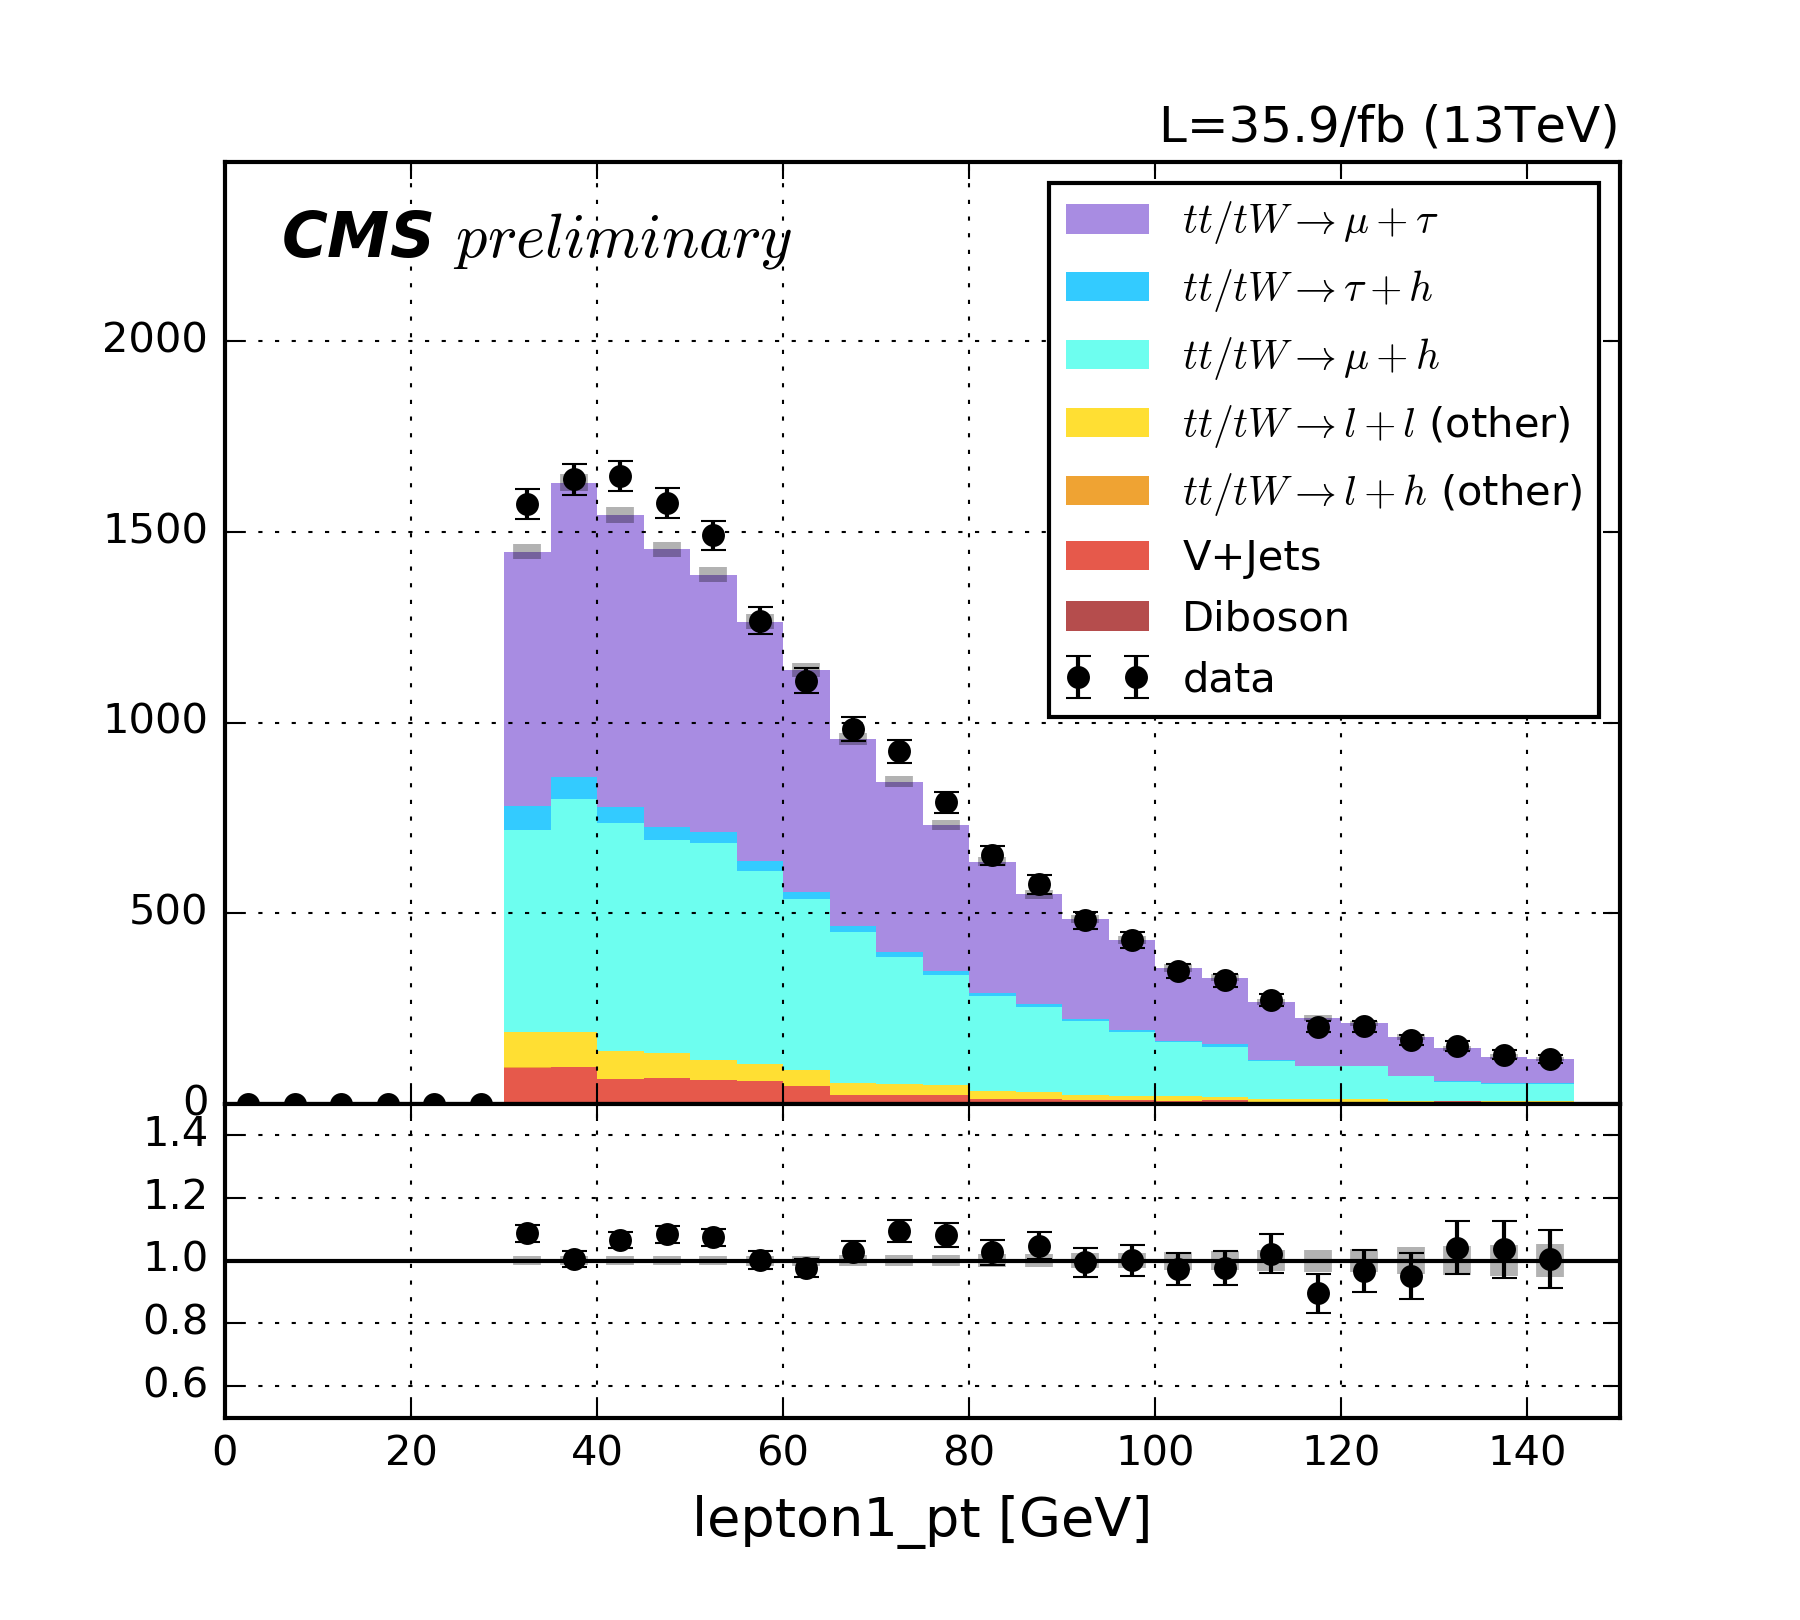 L=35.9/fb (13TeV)
CMS preliminary
tt/tW → μ + τ
tt/tW → τ + h
tt/tW → μ + h
tt/tW → l + l (other)
tt/tW → l + h (other)
V+Jets
Diboson
data
2000
1500
1000
500
0
1.4
1.2
1.0
0.8
0.6
0 20 40 60 80 100 120 140
lepton1_pt [GeV]